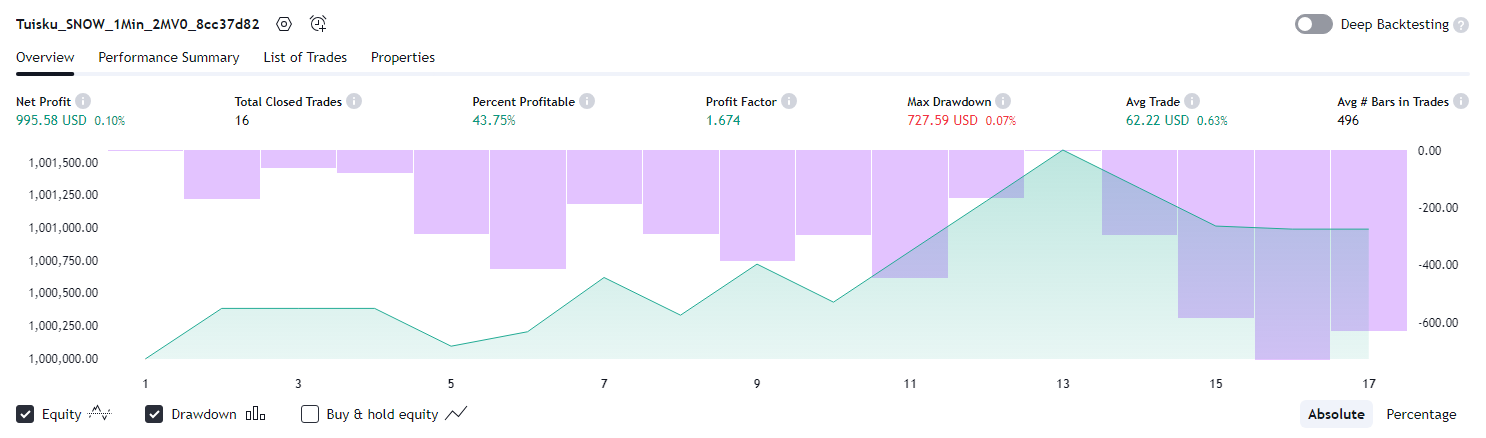 Tuisku_SNOW_1Min_2MV0_8cc37d82
Deep Backtesting ?
Overview Performance Summary List of Trades Properties
Net Profit i Total Closed Trades i Percent Profitable i Profit Factor i Max Drawdown i Avg Trade i Avg # Bars in Trades i
995.58 USD 0.10% 16 43.75% 1.674 727.59 USD 0.07% 62.22 USD 0.63% 496
1,001,500.00 0.00
1,001,250.00
1,001,000.00 -200.00
1,000,750.00 -400.00
1,000,500.00
1,000,250.00 -600.00
1,000,000.00
1 3 5 7 9 11 13 15 17
Equity Drawdown Buy & hold equity Absolute Percentage